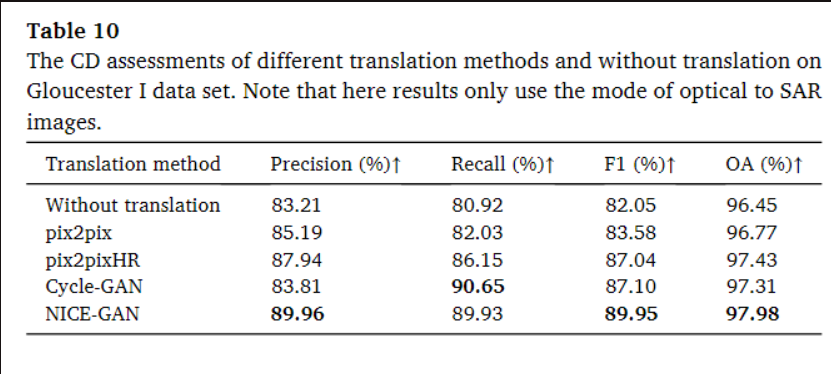 Table 10
The CD assessments of different translation methods and without translation on
Gloucester I data set. Note that here results only use the mode of optical to SAR
images.
Translation method Precision (%)↑ Recall (%)↑ F1 (%)↑ OA (%)↑
Without translation 83.21 80.92 82.05 96.45
pix2pix 85.19 82.03 83.58 96.77
pix2pixHR 87.94 86.15 87.04 97.43
Cycle-GAN 83.81 90.65 87.10 97.31
NICE-GAN 89.96 89.93 89.95 97.98